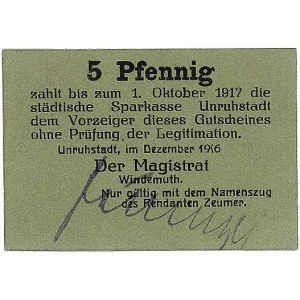 5 Pfennig
zahlt bis zum 1. Oktober 1917 die
städtische Sparkasse Unruhstadt
dem Vorzeiger dieses Gutscheines
ohne Prüfung der Legitimation.
Unruhstadt, im Dezember 1916
Der Magistrat
Windemuth.
Nur gültig mit dem Namenszug
des Rendanten Zeumer.